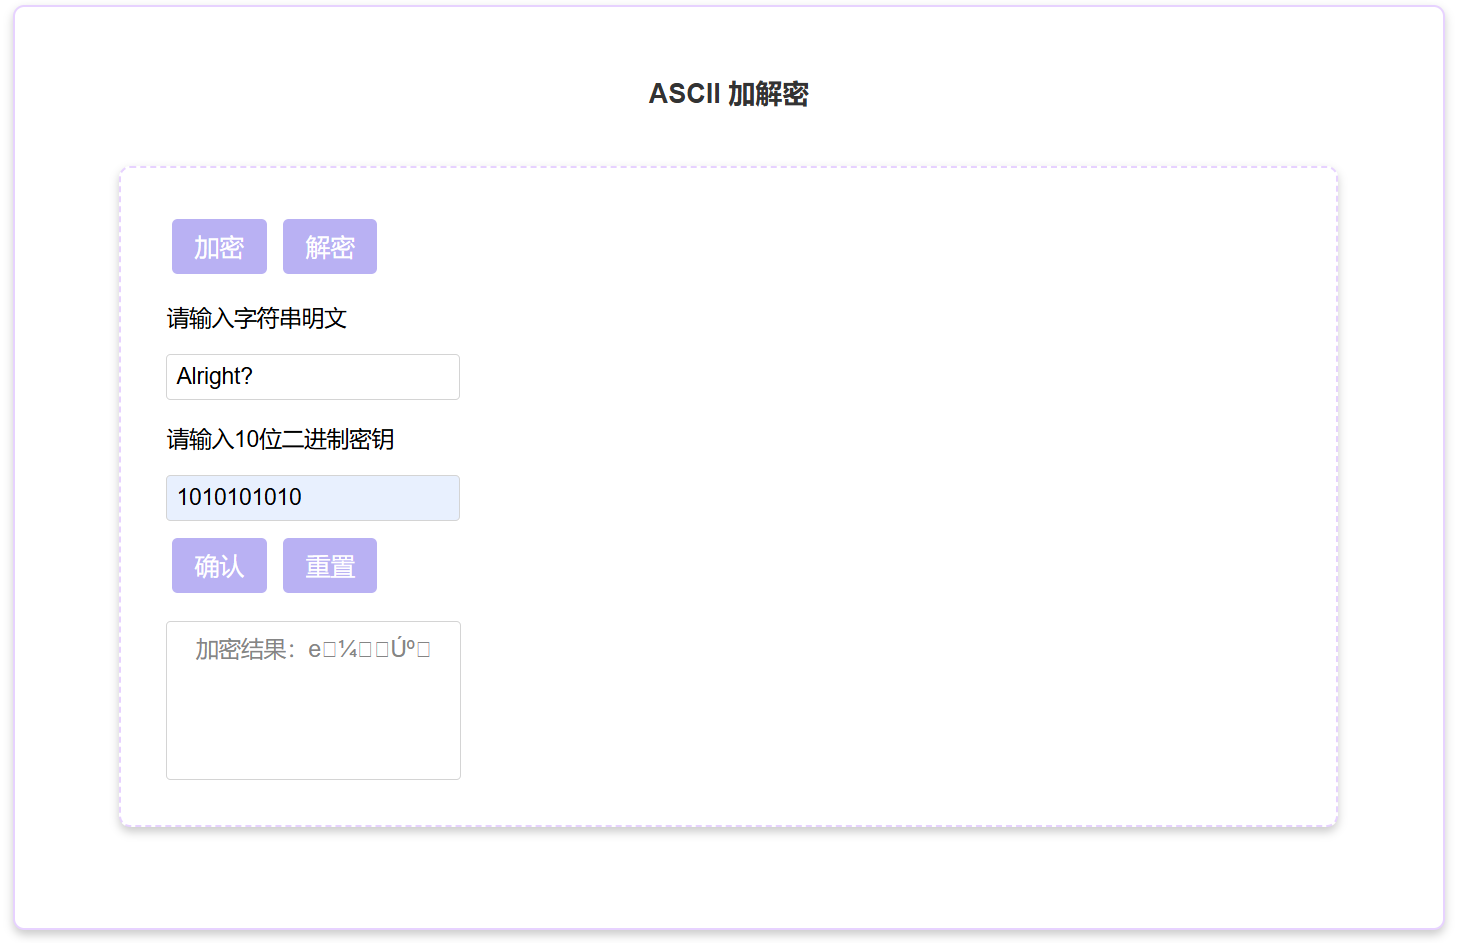 ASCII 加解密
加密 解密
请输入字符串明文
Alright?
请输入10位二进制密钥
1010101010
确认 重置
加密结果：e□¼□□Úº□